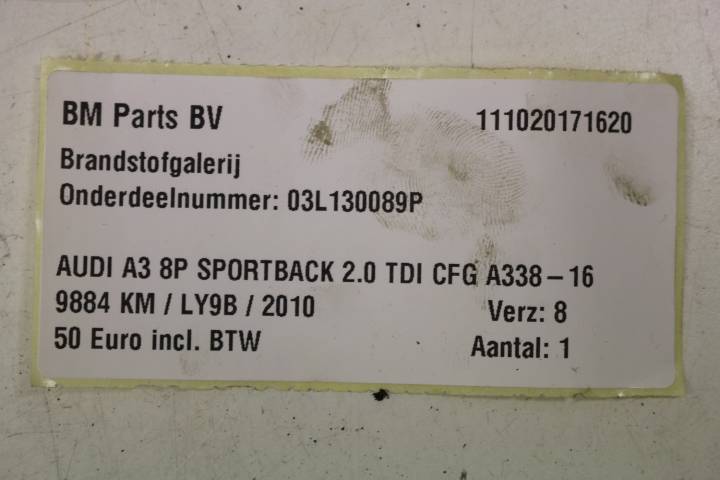 BM Parts BV 111020171620
Brandstofgalerij
Onderdeelnummer: 03L130089P
AUDI A3 8P SPORTBACK 2.0 TDI CFG A338-16
9884 KM / LY9B / 2010 Verz: 8
50 Euro incl. BTW Aantal: 1